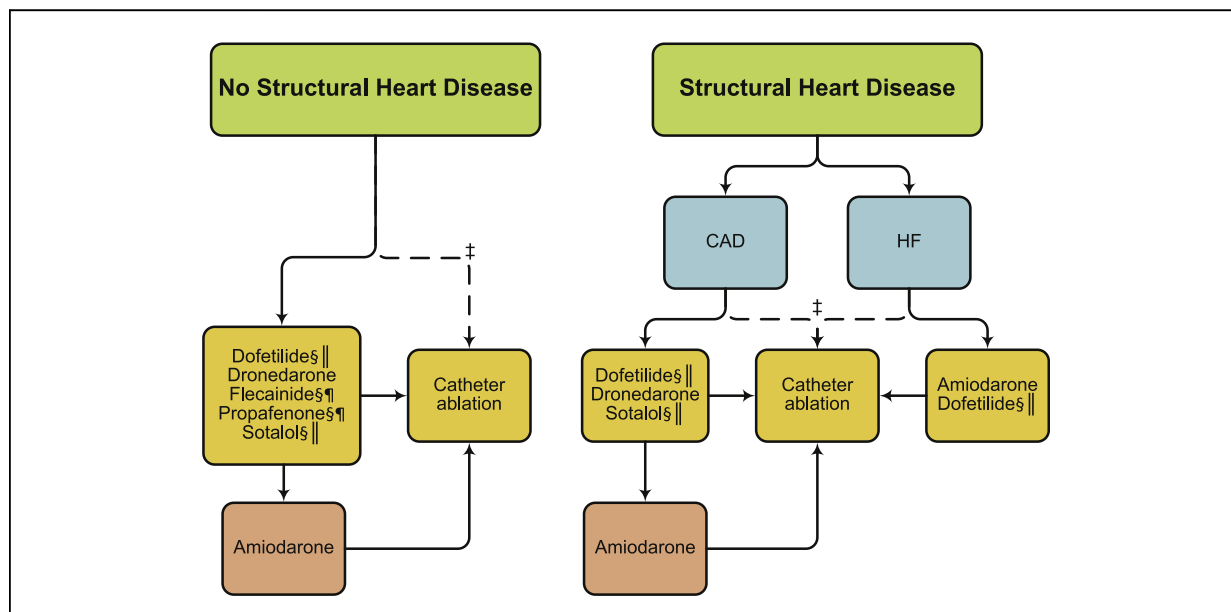 No Structural Heart Disease
Structural Heart Disease
CAD
HF
‡
‡
Dofetilide§‖
Dronedarone
Flecainide§¶
Propafenone§¶
Sotalol§‖
Catheter
ablation
Dofetilide§‖
Dronedarone
Sotalol§‖
Catheter
ablation
Amiodarone
Dofetilide§‖
Amiodarone
Amiodarone